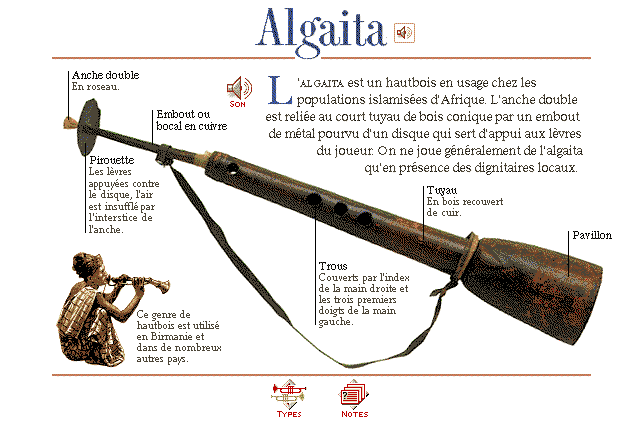 Algaita
L'ALGAITA est un hautbois en usage chez les
populations islamisées d'Afrique. L'anche double
est reliée au court tuyau de bois conique par un embout
de métal pourvu d'un disque qui sert d'appui aux lèvres
du joueur. On ne joue généralement de l'algaita
qu'en présence des dignitaires locaux.
Anche double
En roseau.
SON
Embout ou
bocal en cuivre
Pirouette
Les lèvres
appuyées contre
le disque, l'air
est insufflé par
l'interstice de
l'anche.
Tuyau
En bois recouvert
de cuir.
Pavillon
Trous
Couverts par l'index
de la main droite et
les trois premiers
doigts de la main
gauche.
Ce genre de
hautbois est utilisé
en Birmanie et
dans de nombreux
autres pays.
TYPES
?
NOTES